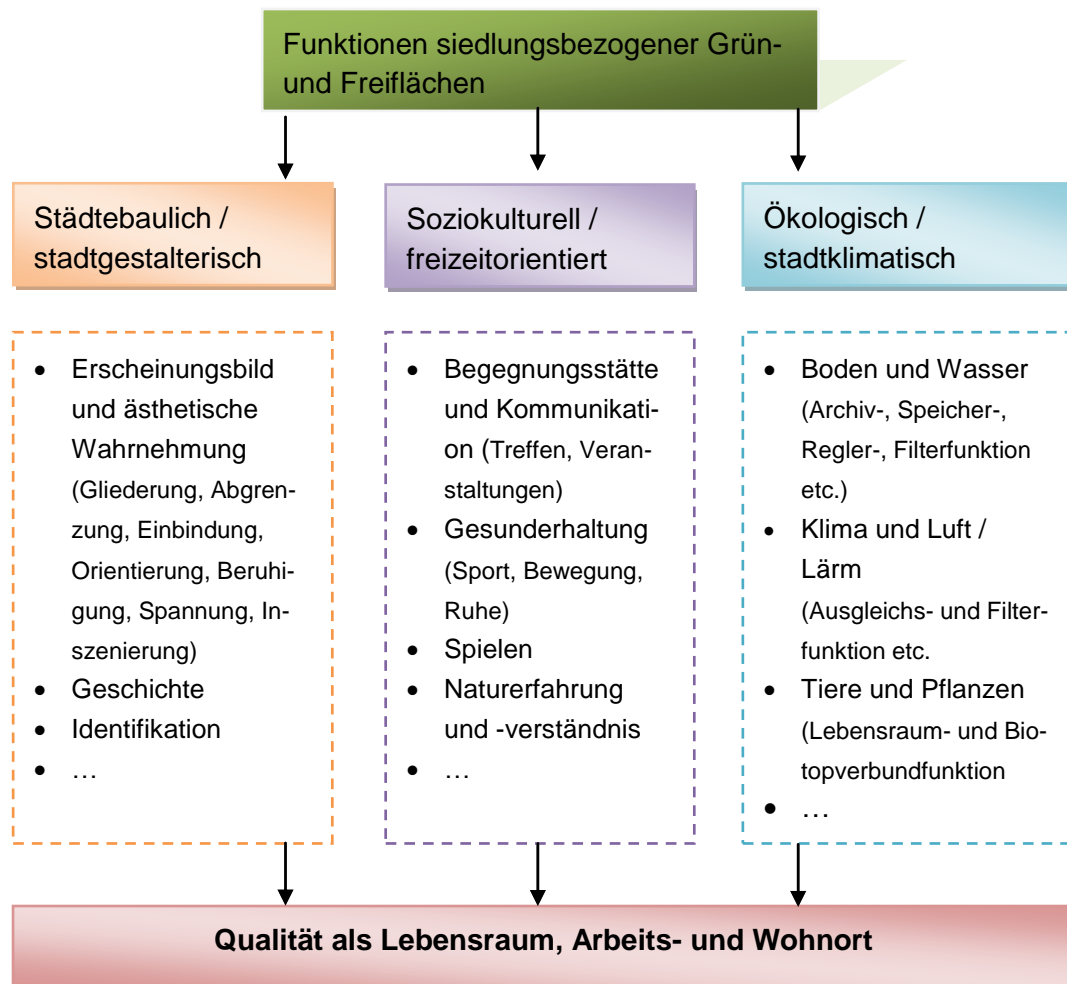 Funktionen siedlungsbezogener Grün-
und Freiflächen
Städtebaulich /
stadtgestalterisch
Soziokulturell /
freizeitorientiert
Ökologisch /
stadtklimatisch
• Erscheinungsbild
und ästhetische
Wahrnehmung
(Gliederung, Abgren-
zung, Einbindung,
Orientierung, Beruhi-
gung, Spannung, In-
szenierung)
• Geschichte
• Identifikation
• …
• Begegnungsstätte
und Kommunikati-
on (Treffen, Veran-
staltungen)
• Gesunderhaltung
(Sport, Bewegung,
Ruhe)
• Spielen
• Naturerfahrung
und -verständnis
• …
• Boden und Wasser
(Archiv-, Speicher-,
Regler-, Filterfunktion
etc.)
• Klima und Luft /
Lärm
(Ausgleichs- und Filter-
funktion etc.
• Tiere und Pflanzen
(Lebensraum- und Bio-
topverbundfunktion
• …
Qualität als Lebensraum, Arbeits- und Wohnort